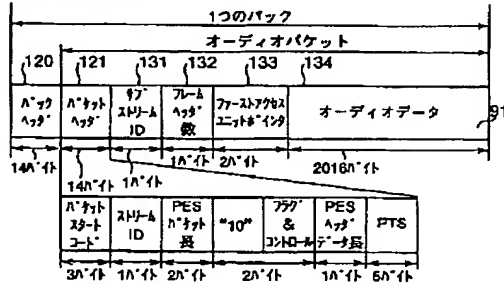 1つのパック
オーディオパケット
120 121 131 132 133 134
パック
ヘッダ
パケット
ヘッダ
サブ
ストリーム
ID
フレーム
ヘッダ
数
ファーストアクセス
ユニットポインタ
オーディオデータ
91
14バイト
14バイト
1バイト
1バイト
2バイト
2016バイト
パケット
スタート
コード
ストリーム
ID
PES
パケット
長
"10"
フラグ
&
コントロール
PES
ヘッダ
データ長
PTS
3バイト
1バイト
2バイト
2バイト
1バイト
5バイト